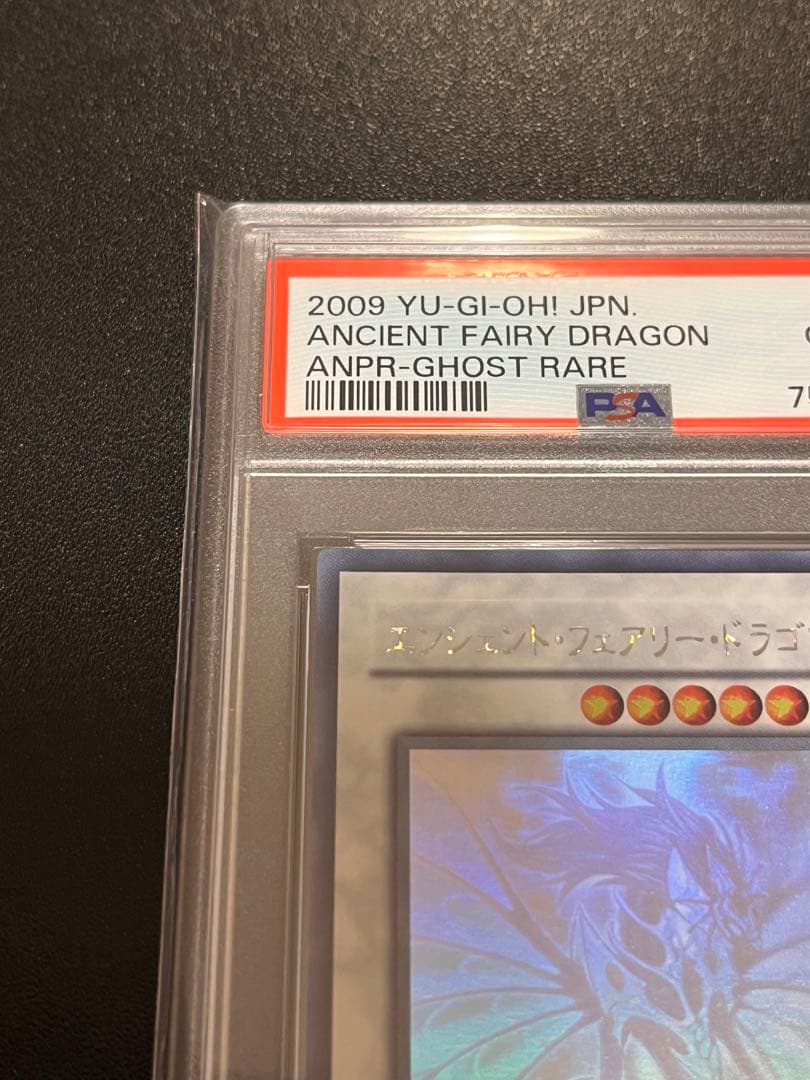 2009 YU-GI-OH! JPN.
ANCIENT FAIRY DRAGON
ANPR-GHOST RARE
PSA
エンシェント・フェアリー・ドラゴ